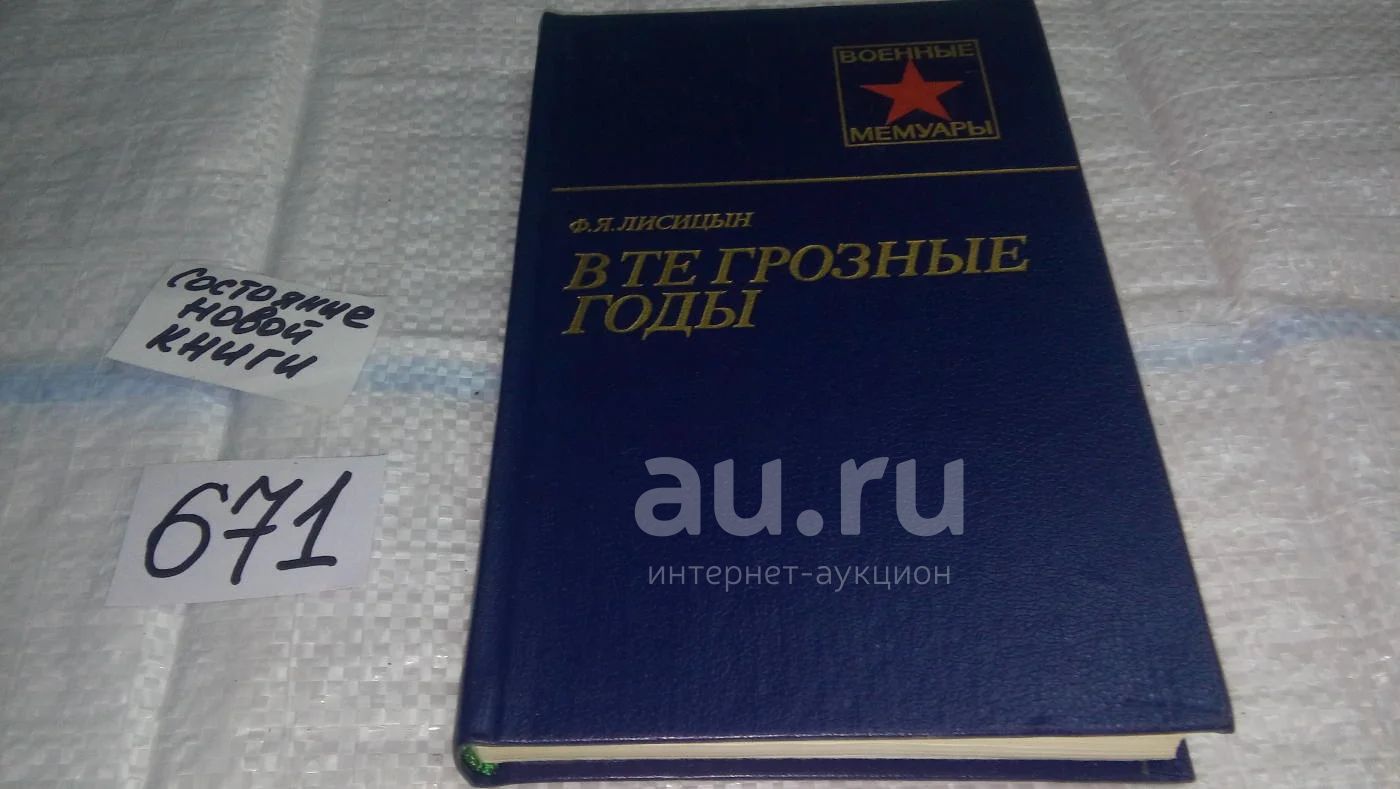 ВОЕННЫЕ
МЕМУАРЫ
Ф.Я.ЛИСИЦЫН
В ТЕ ГРОЗНЫЕ
ГОДЫ
Состояние
новой
книги
671
au.ru
интернет-аукцион